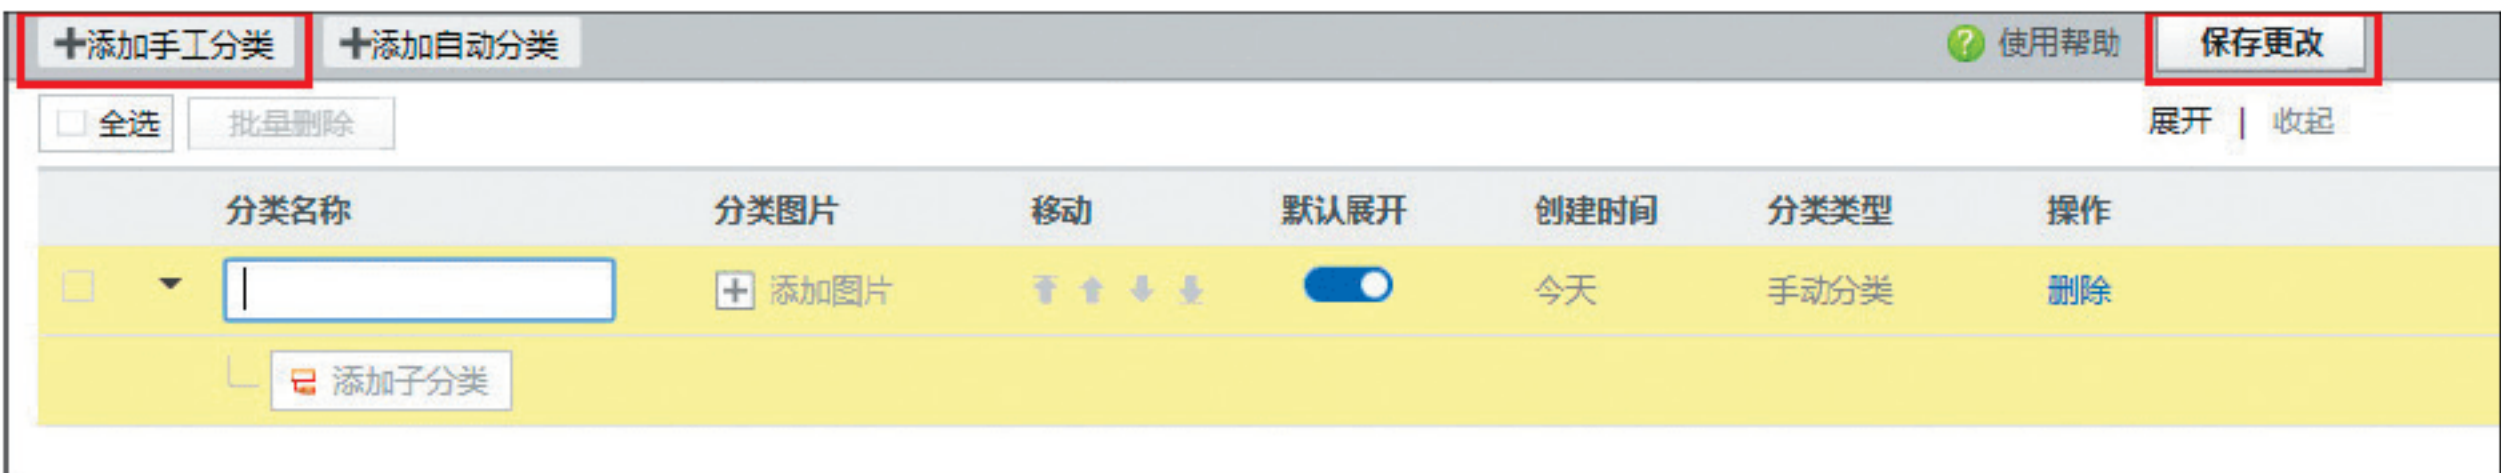 +添加手工分类 +添加自动分类 ? 使用帮助 保存更改
全选 批量删除 展开 | 收起
分类名称 分类图片 移动 默认展开 创建时间 分类类型 操作
添加图片 今天 手动分类 删除
添加子分类